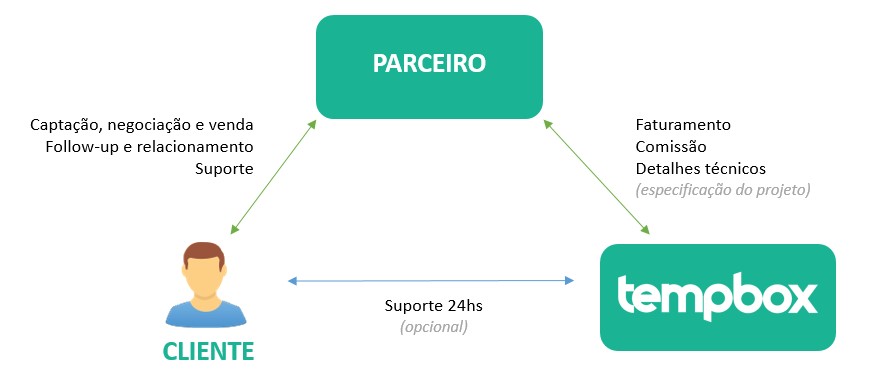 PARCEIRO
Captação, negociação e venda
Follow-up e relacionamento
Suporte
Faturamento
Comissão
Detalhes técnicos
(especificação do projeto)
Suporte 24hs
(opcional)
CLIENTE
tempbox